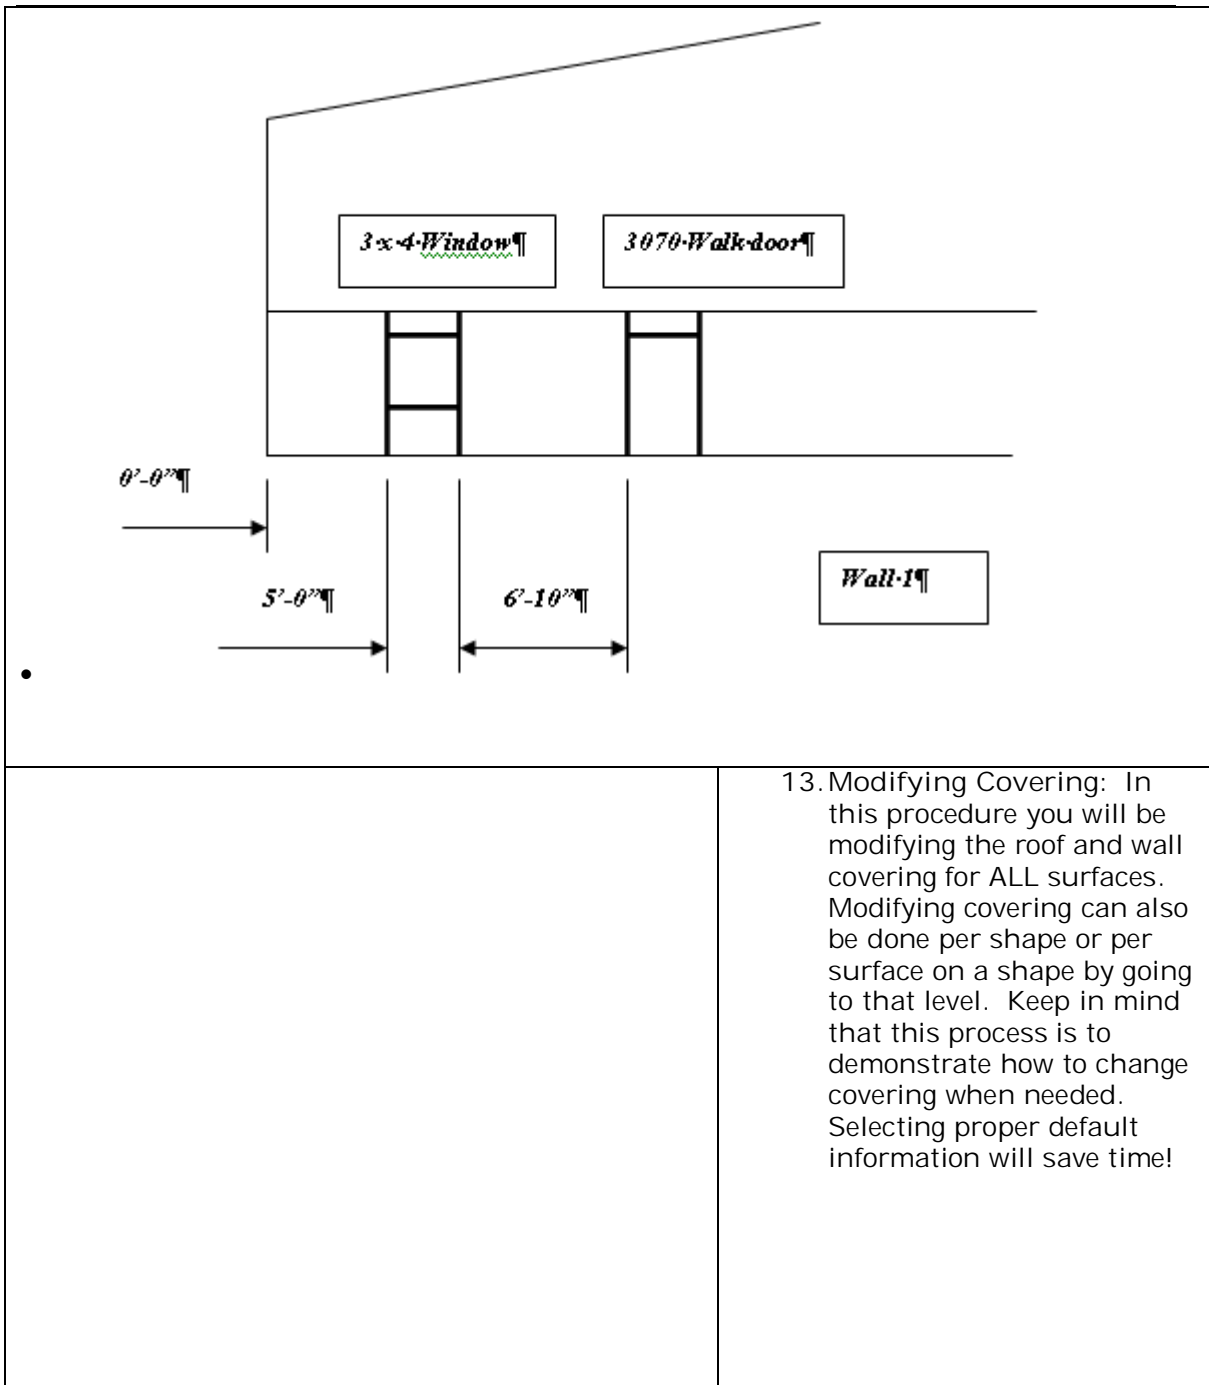 3·x·4·Window¶
3070·Walk·door¶
0'-0”¶
5'-0”¶
6'-10”¶
Wall·1¶
•
13. Modifying Covering: In
this procedure you will be
modifying the roof and wall
covering for ALL surfaces.
Modifying covering can also
be done per shape or per
surface on a shape by going
to that level. Keep in mind
that this process is to
demonstrate how to change
covering when needed.
Selecting proper default
information will save time!